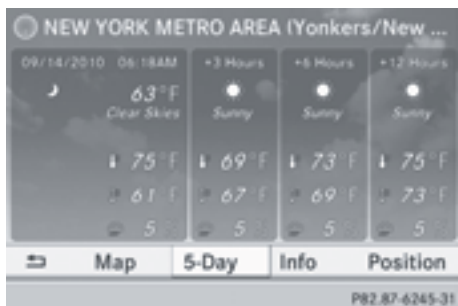 NEW YORK METRO AREA (Yonkers/New ...
09/14/2010 06:18AM +3 Hours +6 Hours +12 Hours
63°F
Clear Skies Sunny Sunny Sunny
75°F 69°F 73°F 75°F
61°F 67°F 69°F 73°F
5% 5% 5% 5%
Map 5-Day Info Position
P82.87-6245-31